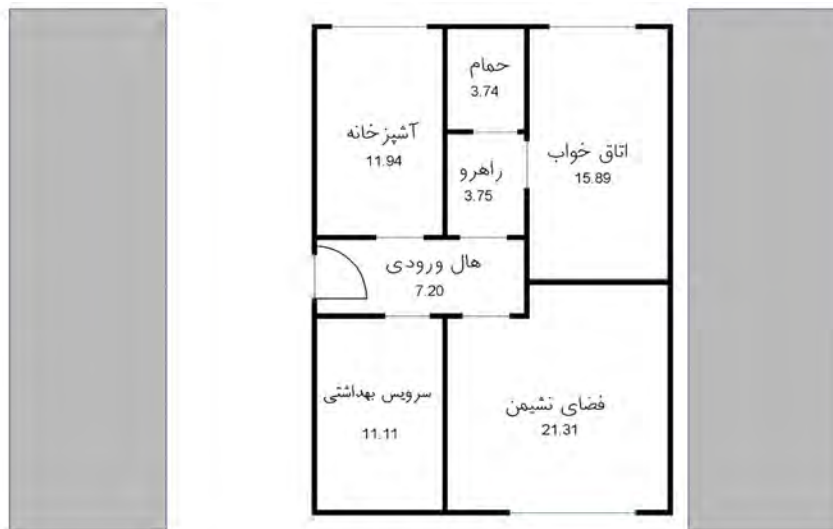 حمام
3.74
آشپزخانه
11.94
اتاق خواب
15.89
راهرو
3.75
هال ورودی
7.20
سرویس بهداشتی
11.11
فضای نشیمن
21.31